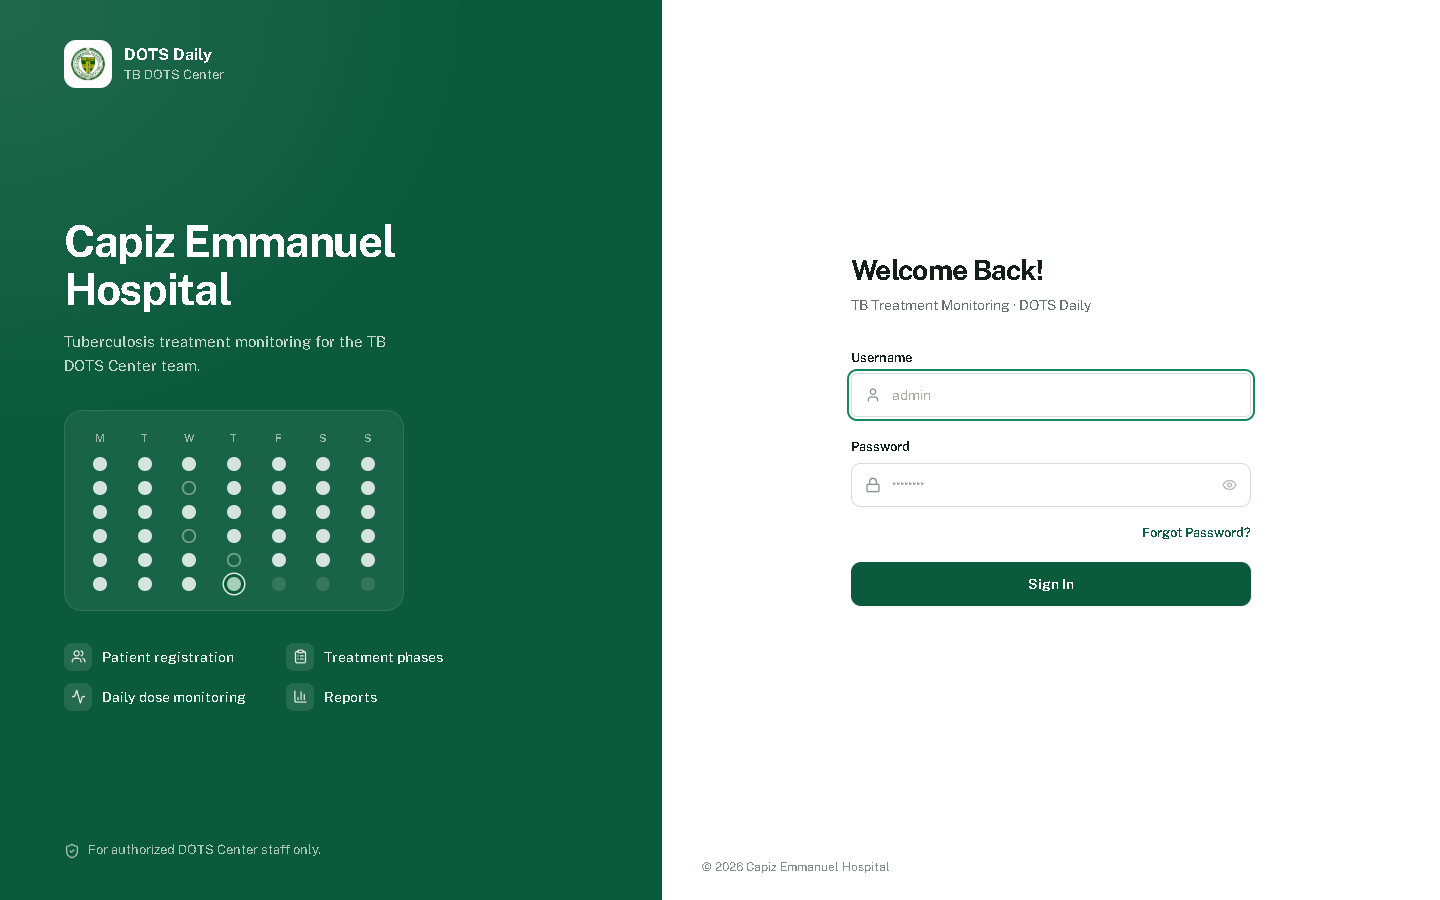 DOTS Daily
TB DOTS Center
Capiz Emmanuel
Hospital
Tuberculosis treatment monitoring for the TB
DOTS Center team.
M T W T F S S
Patient registration
Treatment phases
Daily dose monitoring
Reports
For authorized DOTS Center staff only.
Welcome Back!
TB Treatment Monitoring · DOTS Daily
Username
admin
Password
••••••••
Forgot Password?
Sign In
© 2026 Capiz Emmanuel Hospital